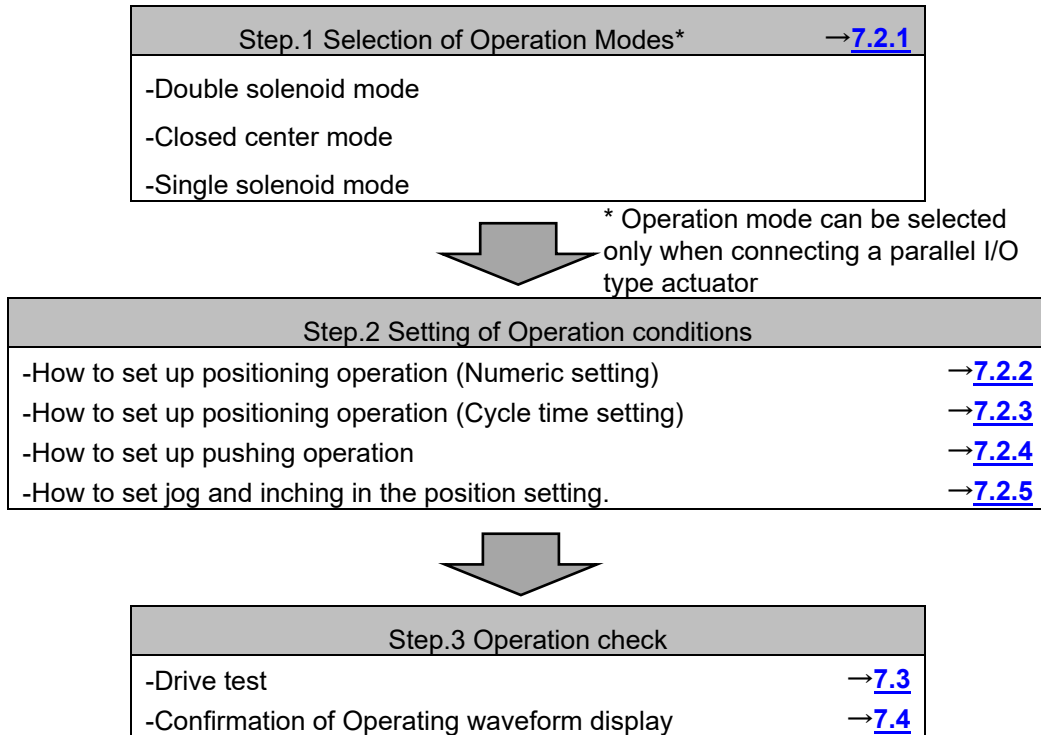 Step.1 Selection of Operation Modes* →7.2.1
-Double solenoid mode
-Closed center mode
-Single solenoid mode
* Operation mode can be selected
only when connecting a parallel I/O
type actuator
Step.2 Setting of Operation conditions
-How to set up positioning operation (Numeric setting) →7.2.2
-How to set up positioning operation (Cycle time setting) →7.2.3
-How to set up pushing operation →7.2.4
-How to set jog and inching in the position setting. →7.2.5
Step.3 Operation check
-Drive test →7.3
-Confirmation of Operating waveform display →7.4